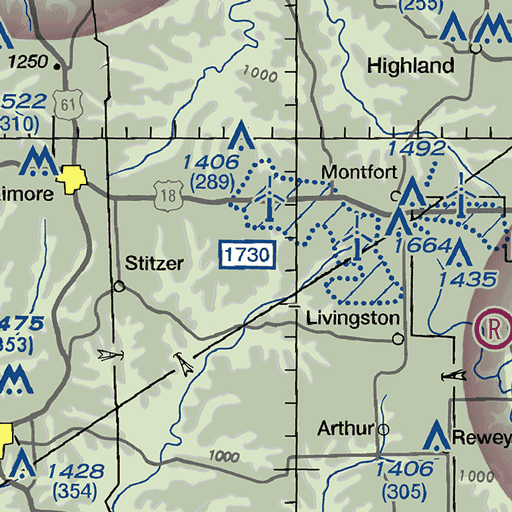 (255)
1250
Highland
1000
522
310)
61
1492
1406
(289)
Montfort
imore
18
1730
1664
1435
Stitzer
475
353)
Livingston
R
Arthur
Rewey
1000
1428
(354)
1406
(305)
1000